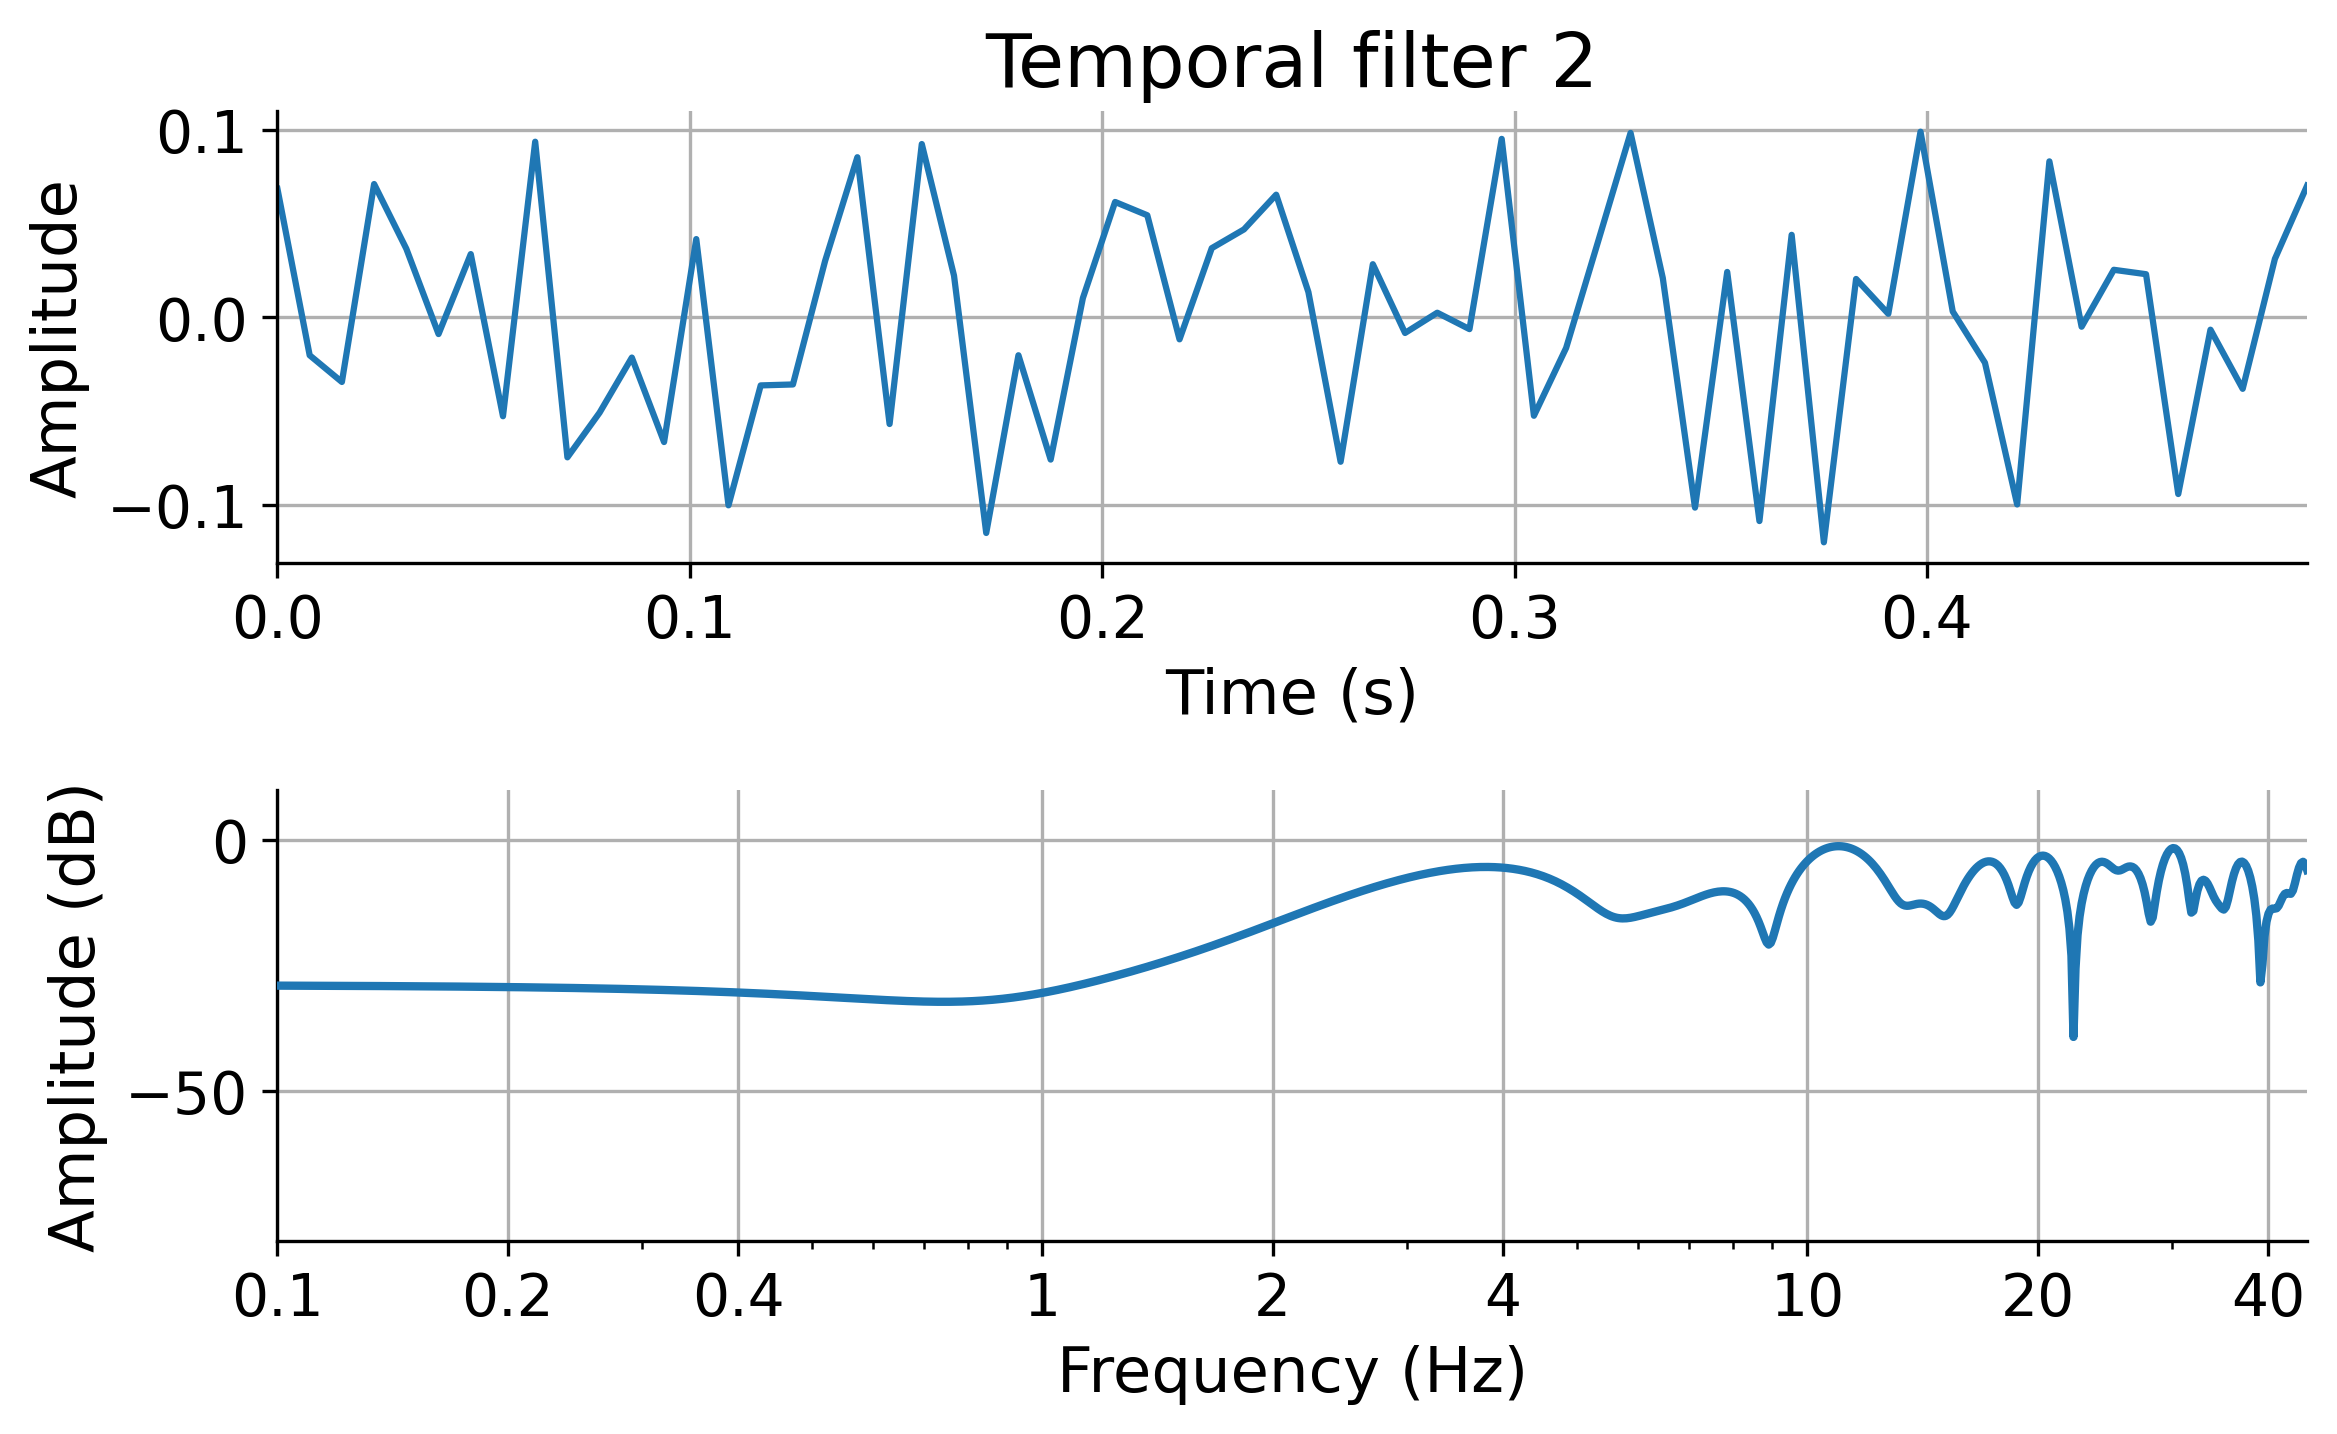 Temporal filter 2
Amplitude
0.1
0.0
−0.1
0.0 0.1 0.2 0.3 0.4
Time (s)
Amplitude (dB)
0
−50
0.1 0.2 0.4 1 2 4 10 20 40
Frequency (Hz)